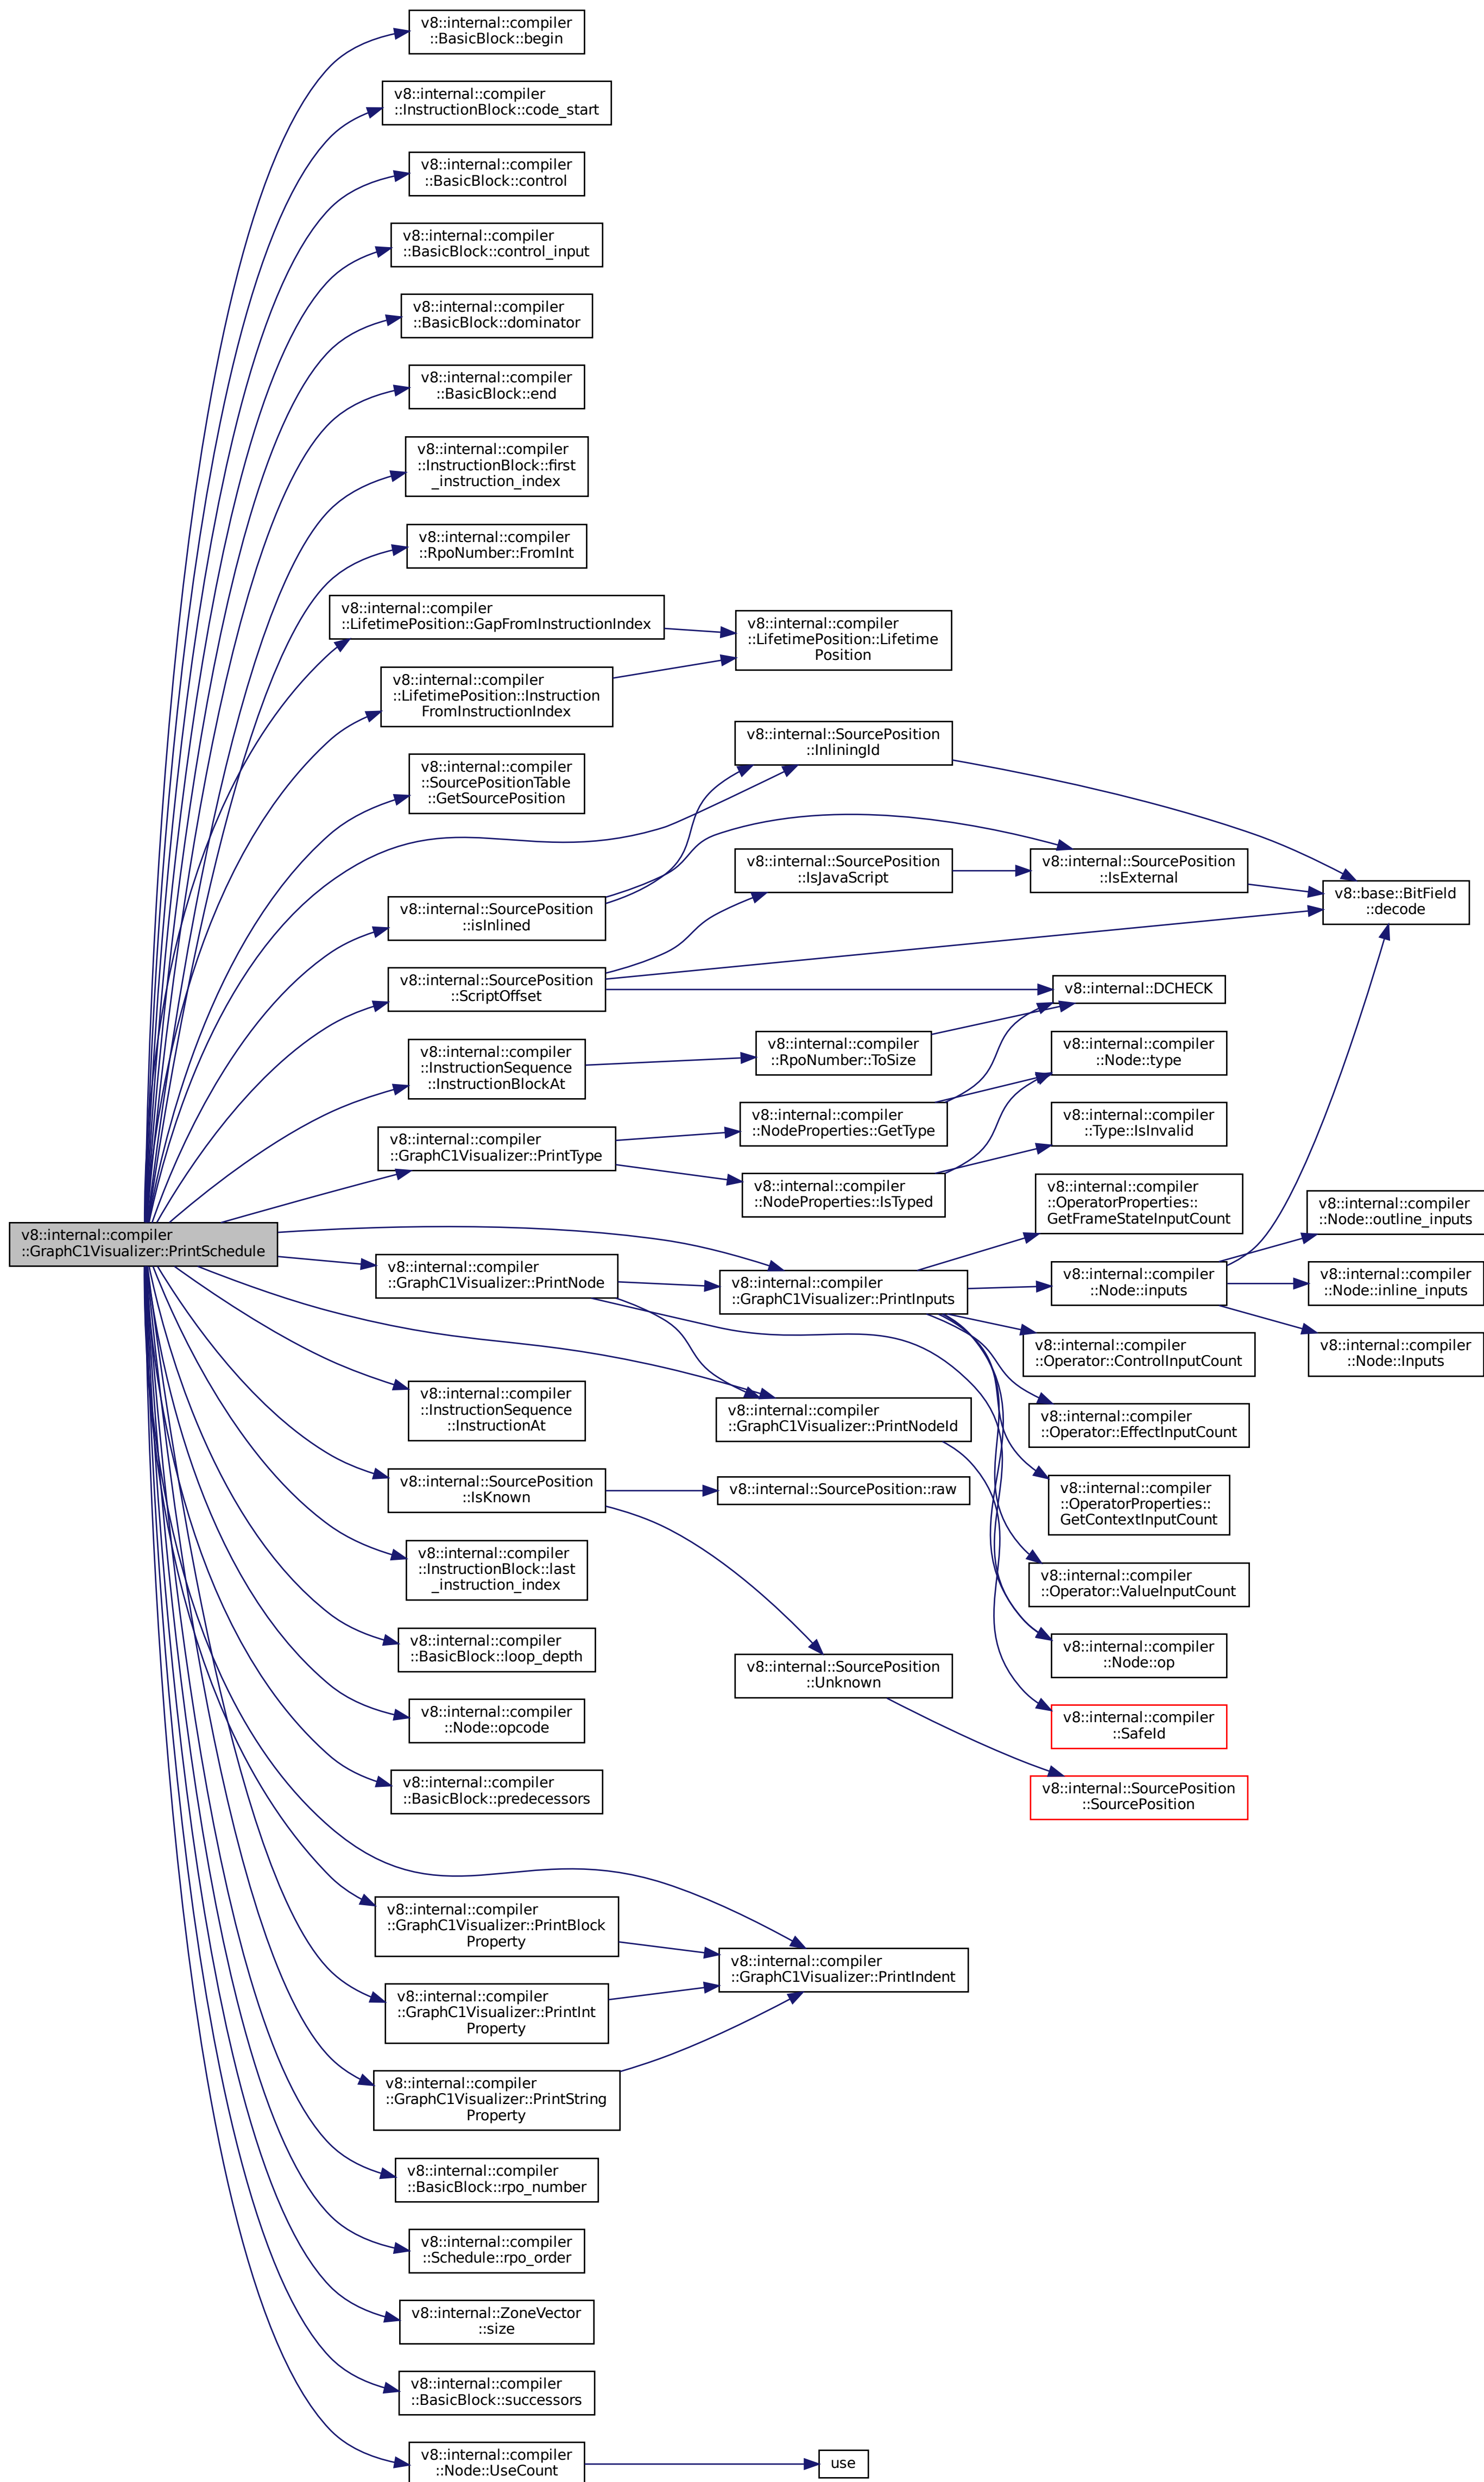 v8::internal::compiler
::BasicBlock::begin
v8::internal::compiler
::InstructionBlock::code_start
v8::internal::compiler
::BasicBlock::control
v8::internal::compiler
::BasicBlock::control_input
v8::internal::compiler
::BasicBlock::dominator
v8::internal::compiler
::BasicBlock::end
v8::internal::compiler
::InstructionBlock::first
_instruction_index
v8::internal::compiler
::RpoNumber::FromInt
v8::internal::compiler
::LifetimePosition::GapFromInstructionIndex
v8::internal::compiler
::LifetimePosition::Lifetime
Position
v8::internal::compiler
::LifetimePosition::Instruction
FromInstructionIndex
v8::internal::SourcePosition
::InliningId
v8::internal::compiler
::SourcePositionTable
::GetSourcePosition
v8::internal::SourcePosition
::IsJavaScript
v8::internal::SourcePosition
::IsExternal
v8::base::BitField
::decode
v8::internal::SourcePosition
::isInlined
v8::internal::SourcePosition
::ScriptOffset
v8::internal::DCHECK
v8::internal::compiler
::InstructionSequence
::InstructionBlockAt
v8::internal::compiler
::RpoNumber::ToSize
v8::internal::compiler
::Node::type
v8::internal::compiler
::GraphC1Visualizer::PrintType
v8::internal::compiler
::NodeProperties::GetType
v8::internal::compiler
::Type::IsInvalid
v8::internal::compiler
::NodeProperties::IsTyped
v8::internal::compiler
::OperatorProperties::
GetFrameStateInputCount
v8::internal::compiler
::Node::outline_inputs
v8::internal::compiler
::GraphC1Visualizer::PrintSchedule
v8::internal::compiler
::GraphC1Visualizer::PrintNode
v8::internal::compiler
::GraphC1Visualizer::PrintInputs
v8::internal::compiler
::Node::inputs
v8::internal::compiler
::Node::inline_inputs
v8::internal::compiler
::Operator::ControlInputCount
v8::internal::compiler
::Node::Inputs
v8::internal::compiler
::InstructionSequence
::InstructionAt
v8::internal::compiler
::GraphC1Visualizer::PrintNodeId
v8::internal::compiler
::Operator::EffectInputCount
v8::internal::SourcePosition
::IsKnown
v8::internal::SourcePosition::raw
v8::internal::compiler
::OperatorProperties::
GetContextInputCount
v8::internal::compiler
::InstructionBlock::last
_instruction_index
v8::internal::compiler
::Operator::ValueInputCount
v8::internal::compiler
::BasicBlock::loop_depth
v8::internal::SourcePosition
::Unknown
v8::internal::compiler
::Node::op
v8::internal::compiler
::Node::opcode
v8::internal::compiler
::SafeId
v8::internal::compiler
::BasicBlock::predecessors
v8::internal::SourcePosition
::SourcePosition
v8::internal::compiler
::GraphC1Visualizer::PrintBlock
Property
v8::internal::compiler
::GraphC1Visualizer::PrintIndent
v8::internal::compiler
::GraphC1Visualizer::PrintInt
Property
v8::internal::compiler
::GraphC1Visualizer::PrintString
Property
v8::internal::compiler
::BasicBlock::rpo_number
v8::internal::compiler
::Schedule::rpo_order
v8::internal::ZoneVector
::size
v8::internal::compiler
::BasicBlock::successors
v8::internal::compiler
::Node::UseCount
use